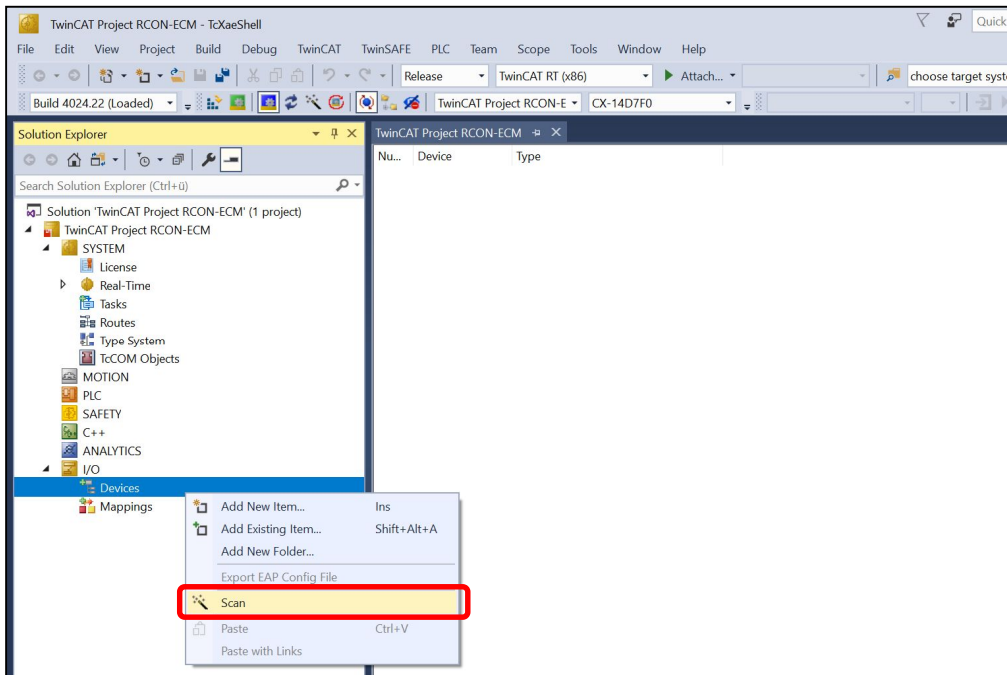 TwinCAT Project RCON-ECM - TcXaeShell
Quick
File Edit View Project Build Debug TwinCAT TwinSAFE PLC Team Scope Tools Window Help
Release TwinCAT RT (x86) Attach... choose target syste
Build 4024.22 (Loaded) TwinCAT Project RCON-E CX-14D7F0
Solution Explorer
TwinCAT Project RCON-ECM
Nu... Device Type
Search Solution Explorer (Ctrl+ü)
Solution 'TwinCAT Project RCON-ECM' (1 project)
TwinCAT Project RCON-ECM
SYSTEM
License
Real-Time
Tasks
Routes
Type System
TcCOM Objects
MOTION
PLC
SAFETY
C++
ANALYTICS
I/O
Devices
Mappings
Add New Item... Ins
Add Existing Item... Shift+Alt+A
Add New Folder...
Export EAP Config File
Scan
Paste Ctrl+V
Paste with Links